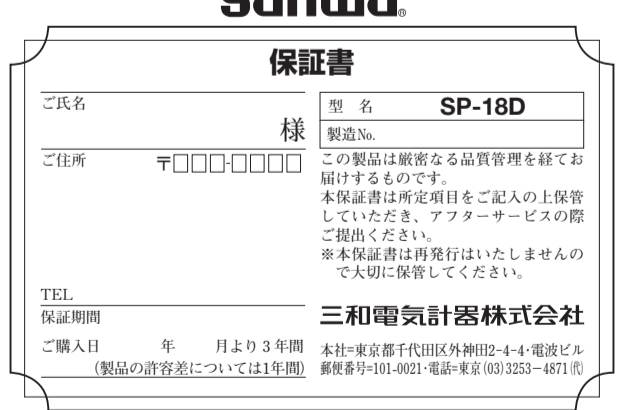 sanwa®
保証書
ご氏名
様
ご住所 〒□□□-□□□□
TEL
保証期間
ご購入日 年 月より3年間
(製品の許容差については1年間)
型 名 SP-18D
製造No.
この製品は厳密なる品質管理を経てお
届けするものです。
本保証書は所定項目をご記入の上保管
していただき、アフターサービスの際
ご提出ください。
※本保証書は再発行はいたしませんの
で大切に保管してください。
三和電気計器株式会社
本社=東京都千代田区外神田2-4-4・電波ビル
郵便番号=101-0021・電話=東京(03)3253-4871(代)